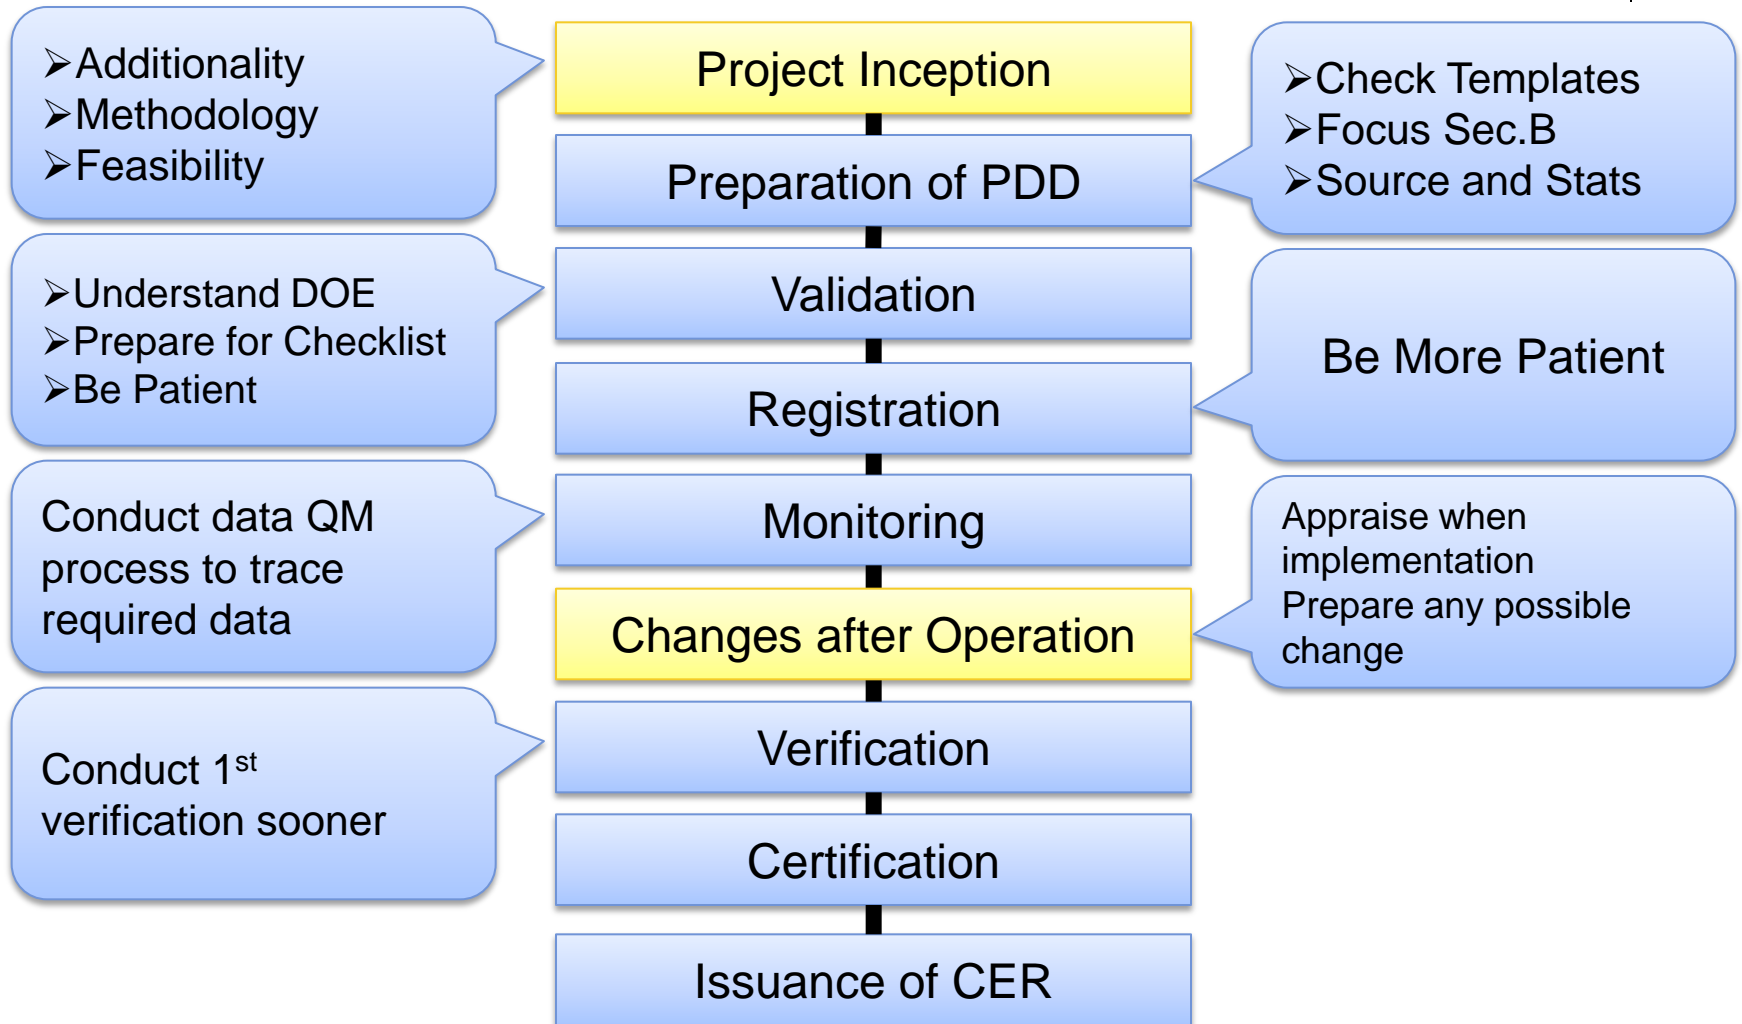 ➢Additionality
➢Methodology
➢Feasibility
Project Inception
➢Check Templates
➢Focus Sec.B
➢Source and Stats
Preparation of PDD
➢Understand DOE
➢Prepare for Checklist
➢Be Patient
Validation
Be More Patient
Registration
Conduct data QM
process to trace
required data
Monitoring
Appraise when
implementation
Prepare any possible
change
Changes after Operation
Conduct 1st
verification sooner
Verification
Certification
Issuance of CER